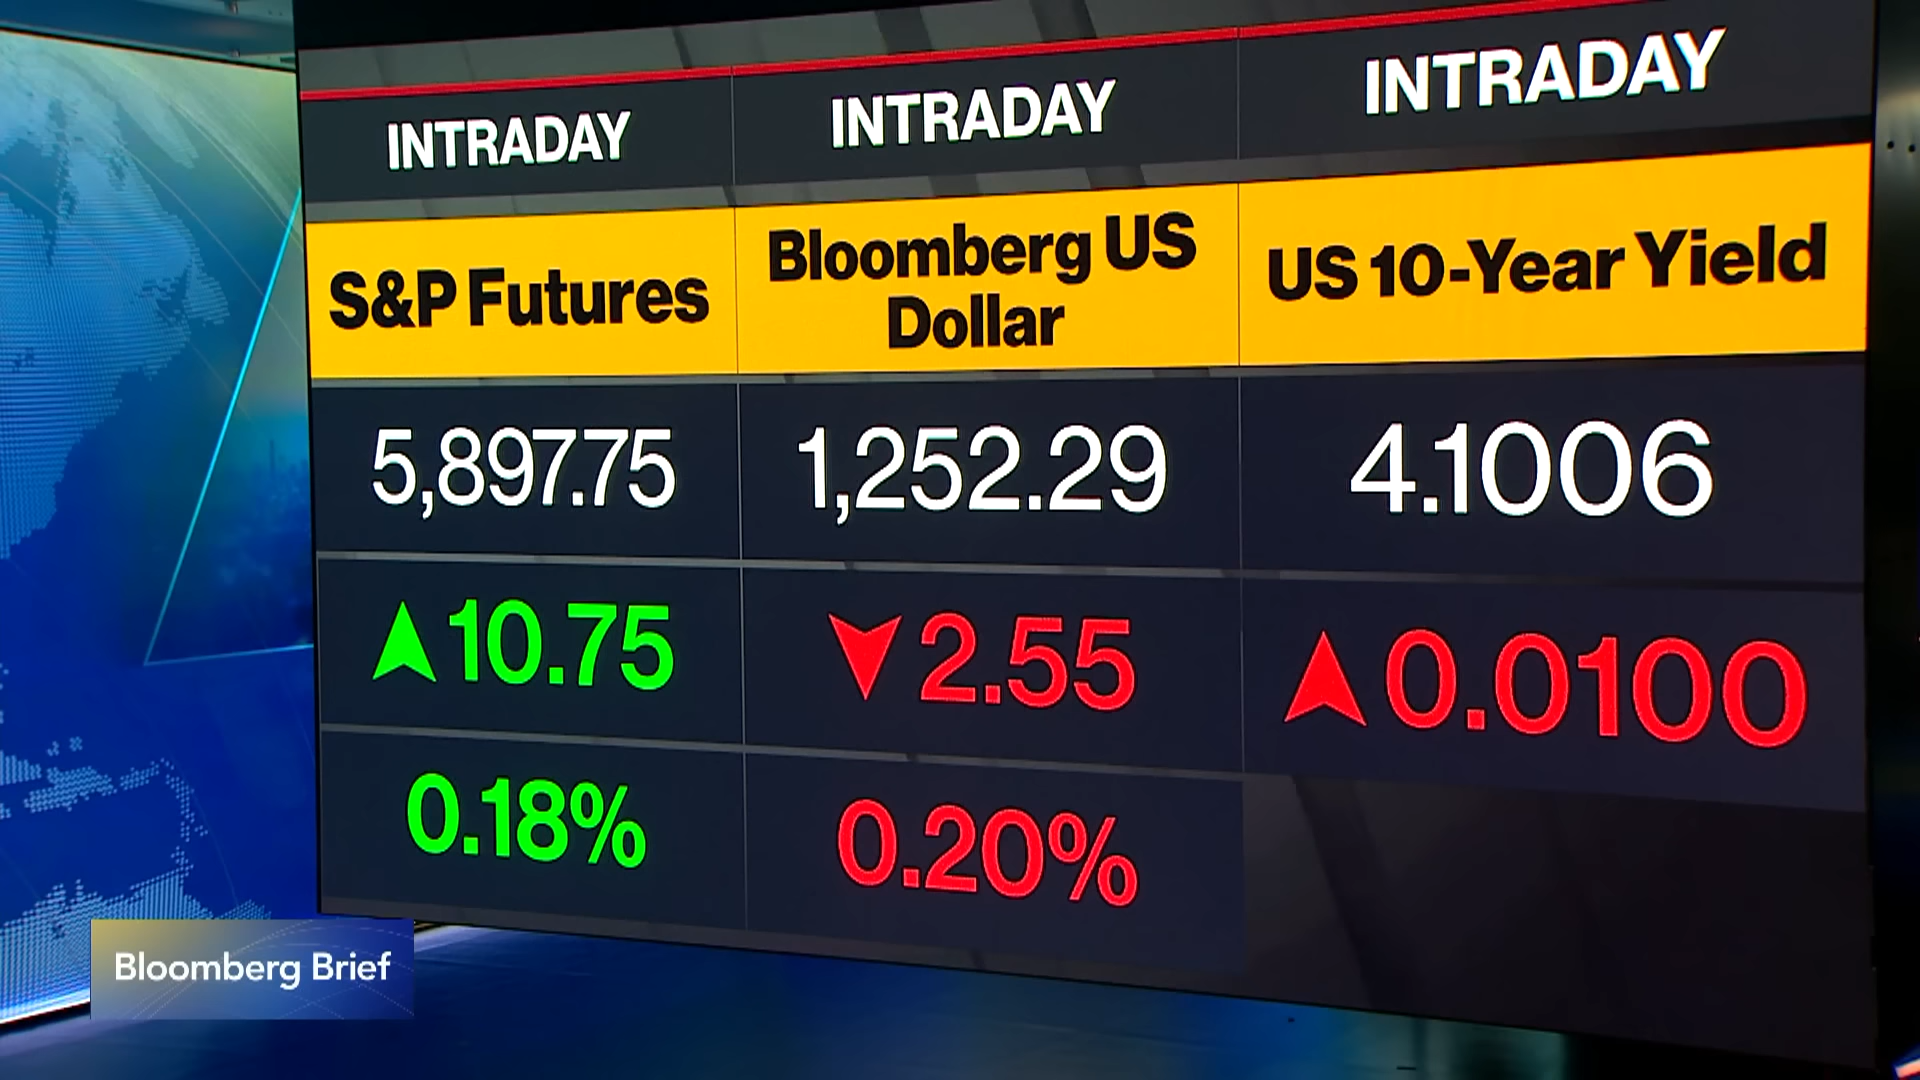 INTRADAY
INTRADAY
INTRADAY
S&P Futures
Bloomberg US
Dollar
US 10-Year Yield
5,897.75
1,252.29
4.1006
▲10.75
▼2.55
▲0.0100
0.18%
0.20%
Bloomberg Brief